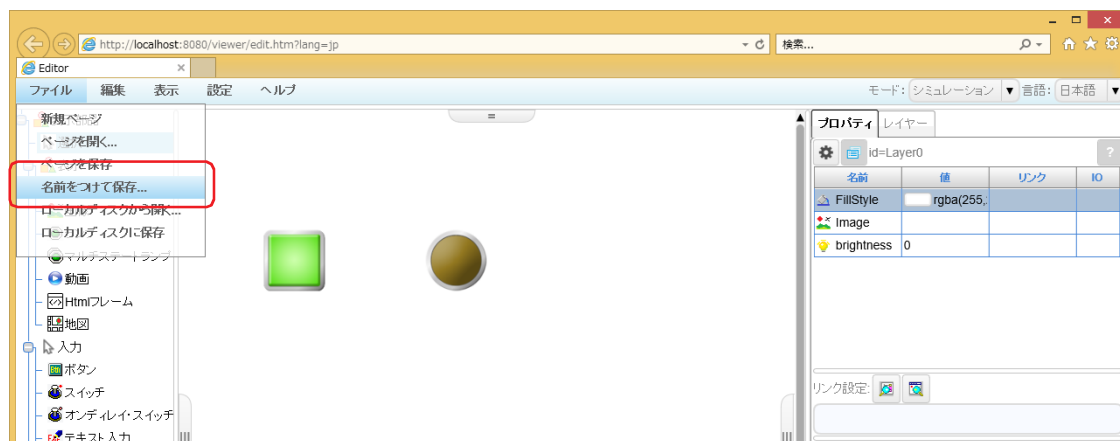 http://localhost:8080/viewer/edit.htm?lang=jp
検索...
Editor
ファイル 編集 表示 設定 ヘルプ
モード: シミュレーション 言語: 日本語
新規ページ
ページを開く...
ページを保存
名前をつけて保存...
ローカルディスクから開く...
ローカルディスクに保存
マルチステートランプ
動画
Htmlフレーム
地図
入力
ボタン
スイッチ
オンディレイ・スイッチ
テキスト入力
プロパティ レイヤー
id=Layer0 ?
名前 値 リンク IO
FillStyle rgba(255,
Image
brightness 0
リンク設定: